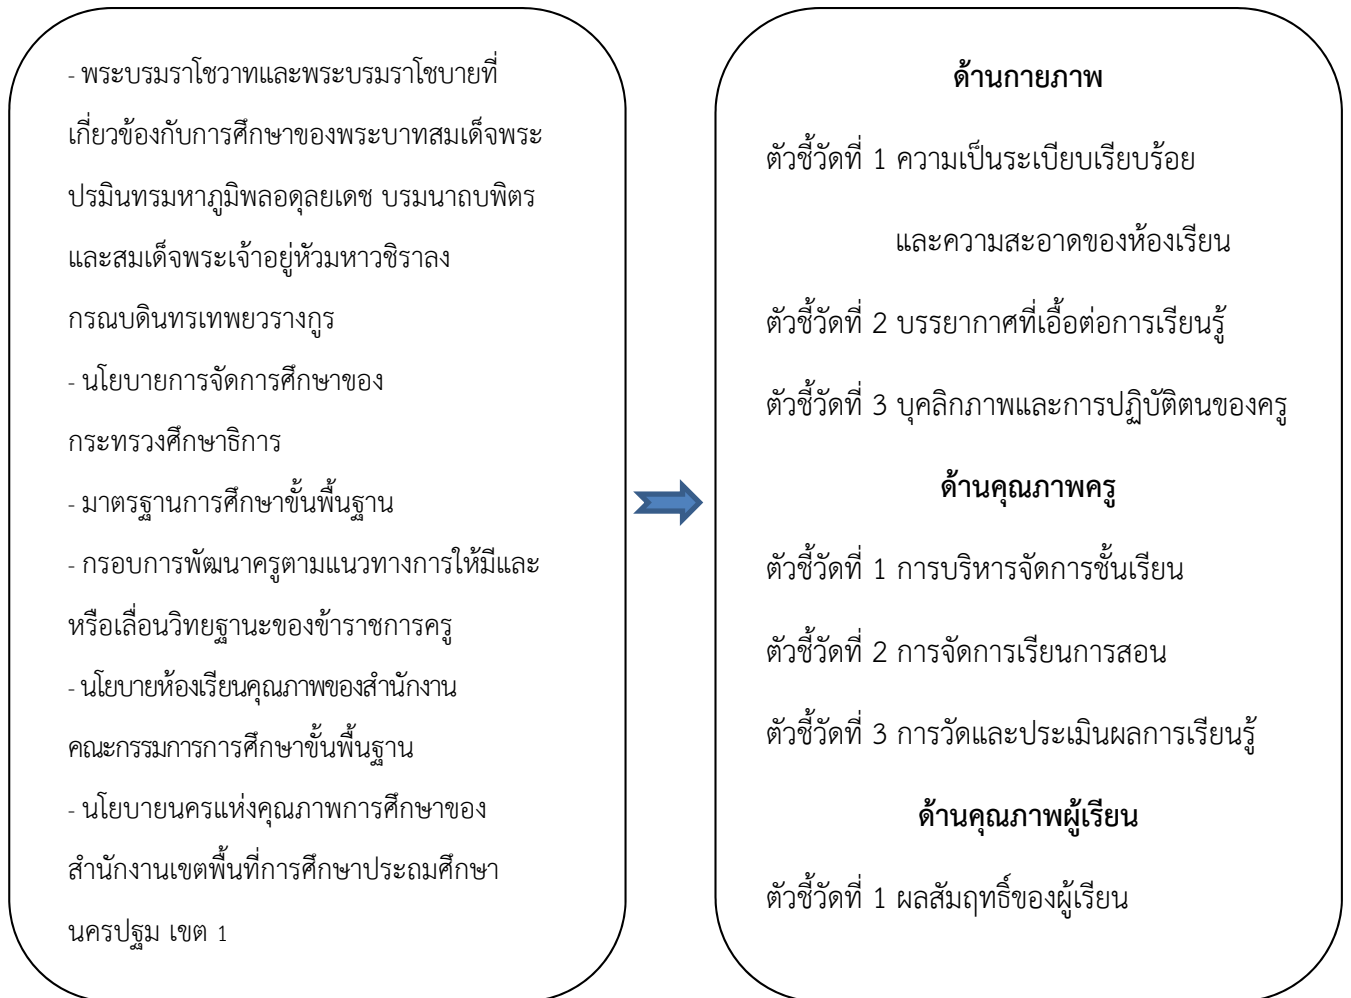 - พระบรมราโชวาทและพระบรมราโชบายที่
เกี่ยวข้องกับการศึกษาของพระบาทสมเด็จพระ
ปรมินทรมหาภูมิพลอดุลยเดช บรมนาถบพิตร
และสมเด็จพระเจ้าอยู่หัวมหาวชิราลง
กรณบดินทรเทพยวรางกูร
- นโยบายการจัดการศึกษาของ
กระทรวงศึกษาธิการ
- มาตรฐานการศึกษาขั้นพื้นฐาน
- กรอบการพัฒนาครูตามแนวทางการให้มีและ
หรือเลื่อนวิทยฐานะของข้าราชการครู
- นโยบายห้องเรียนคุณภาพของสำนักงาน
คณะกรรมการการศึกษาขั้นพื้นฐาน
- นโยบายนครแห่งคุณภาพการศึกษาของ
สำนักงานเขตพื้นที่การศึกษาประถมศึกษา
นครปฐม เขต 1
ด้านกายภาพ
ตัวชี้วัดที่ 1 ความเป็นระเบียบเรียบร้อย
และความสะอาดของห้องเรียน
ตัวชี้วัดที่ 2 บรรยากาศที่เอื้อต่อการเรียนรู้
ตัวชี้วัดที่ 3 บุคลิกภาพและการปฏิบัติตนของครู
ด้านคุณภาพครู
ตัวชี้วัดที่ 1 การบริหารจัดการชั้นเรียน
ตัวชี้วัดที่ 2 การจัดการเรียนการสอน
ตัวชี้วัดที่ 3 การวัดและประเมินผลการเรียนรู้
ด้านคุณภาพผู้เรียน
ตัวชี้วัดที่ 1 ผลสัมฤทธิ์ของผู้เรียน